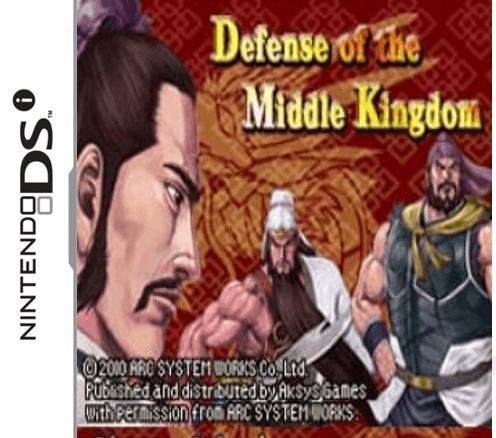 NINTENDO DSi™
Defense of the
Middle Kingdom
©2010 ARC SYSTEM WORKS Co., Ltd.
Published and distributed by Aksys Games
with permission from ARC SYSTEM WORKS.